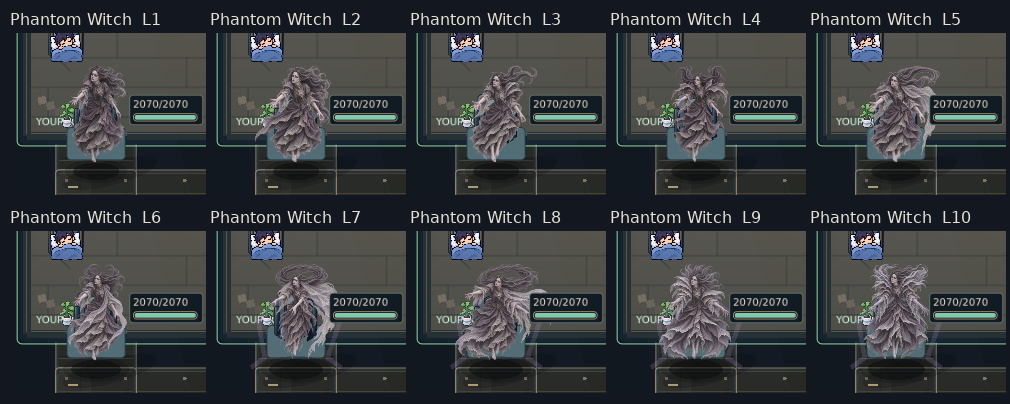 Phantom Witch L1
Phantom Witch L2
Phantom Witch L3
Phantom Witch L4
Phantom Witch L5
2070/2070
2070/2070
2070/2070
2070/2070
2070/2070
YOUR
YOUP
YOUP
YOUP
YOUP
Phantom Witch L6
Phantom Witch L7
Phantom Witch L8
Phantom Witch L9
Phantom Witch L10
2070/2070
2070/2070
2070/2070
2070/2070
2070/2070
YOUP
YOUP
YOUP
YOUP
YOUP